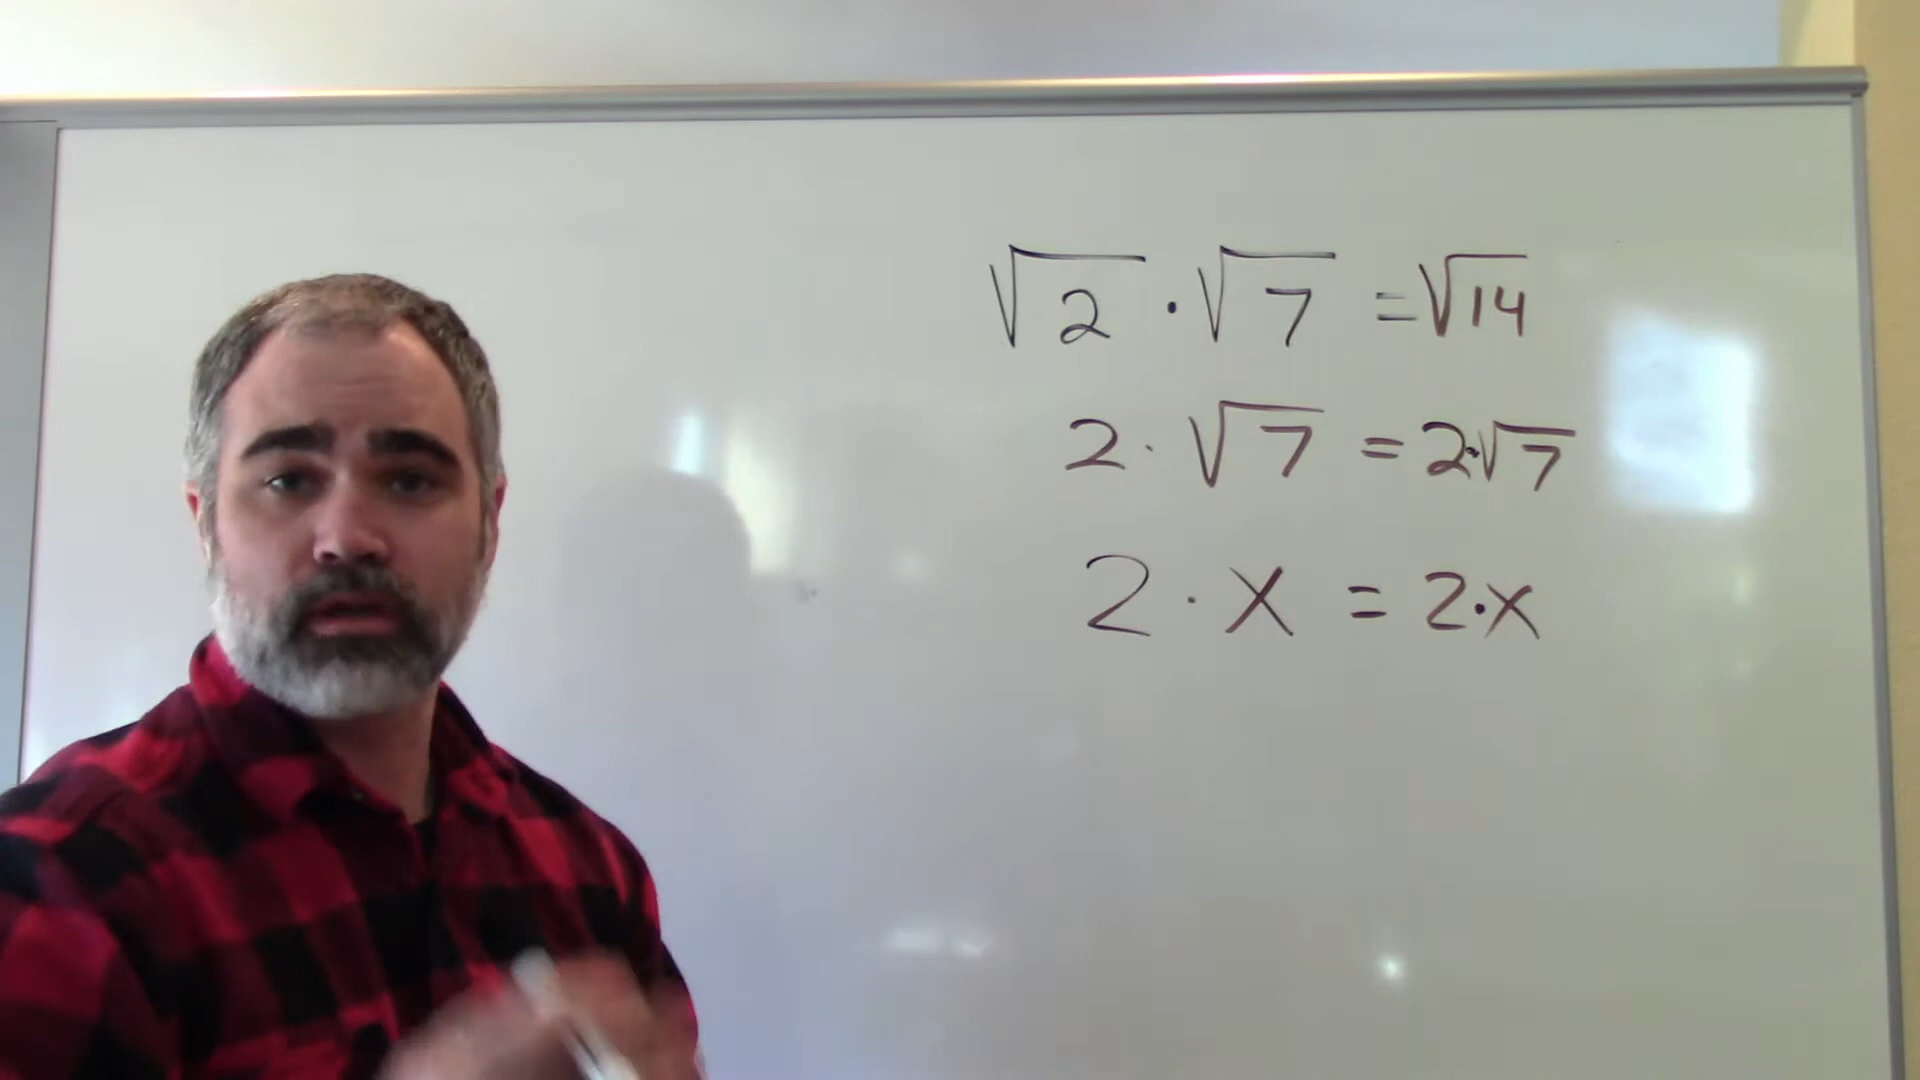 √2 · √7 = √14
2 · √7 = 2·√7
2 · x = 2·x